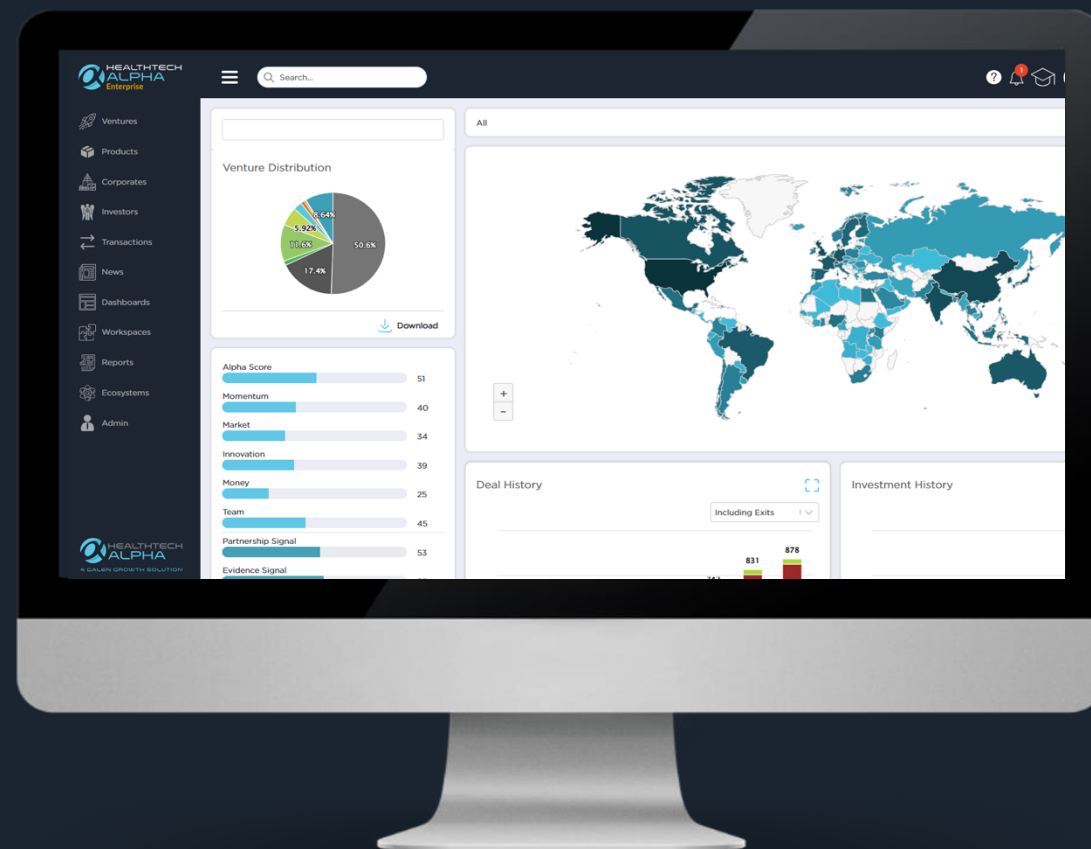 HEALTHTECH
ALPHA
Enterprise
Search...
?
1
Ventures
Products
Corporates
Investors
Transactions
News
Dashboards
Workspaces
Reports
Ecosystems
Admin
HEALTHTECH
ALPHA
A GALEN GROWTH SOLUTION
Venture Distribution
8.64%
5.92%
11.6%
50.6%
17.4%
Download
Alpha Score
51
Momentum
40
Market
34
Innovation
39
Money
25
Team
45
Partnership Signal
53
Evidence Signal
All
+
−
Deal History
Including Exits
831
878
Investment History